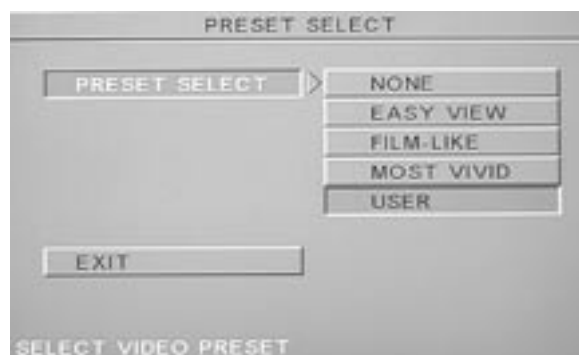 PRESET SELECT
PRESET SELECT
NONE
EASY VIEW
FILM-LIKE
MOST VIVID
USER
EXIT
SELECT VIDEO PRESET